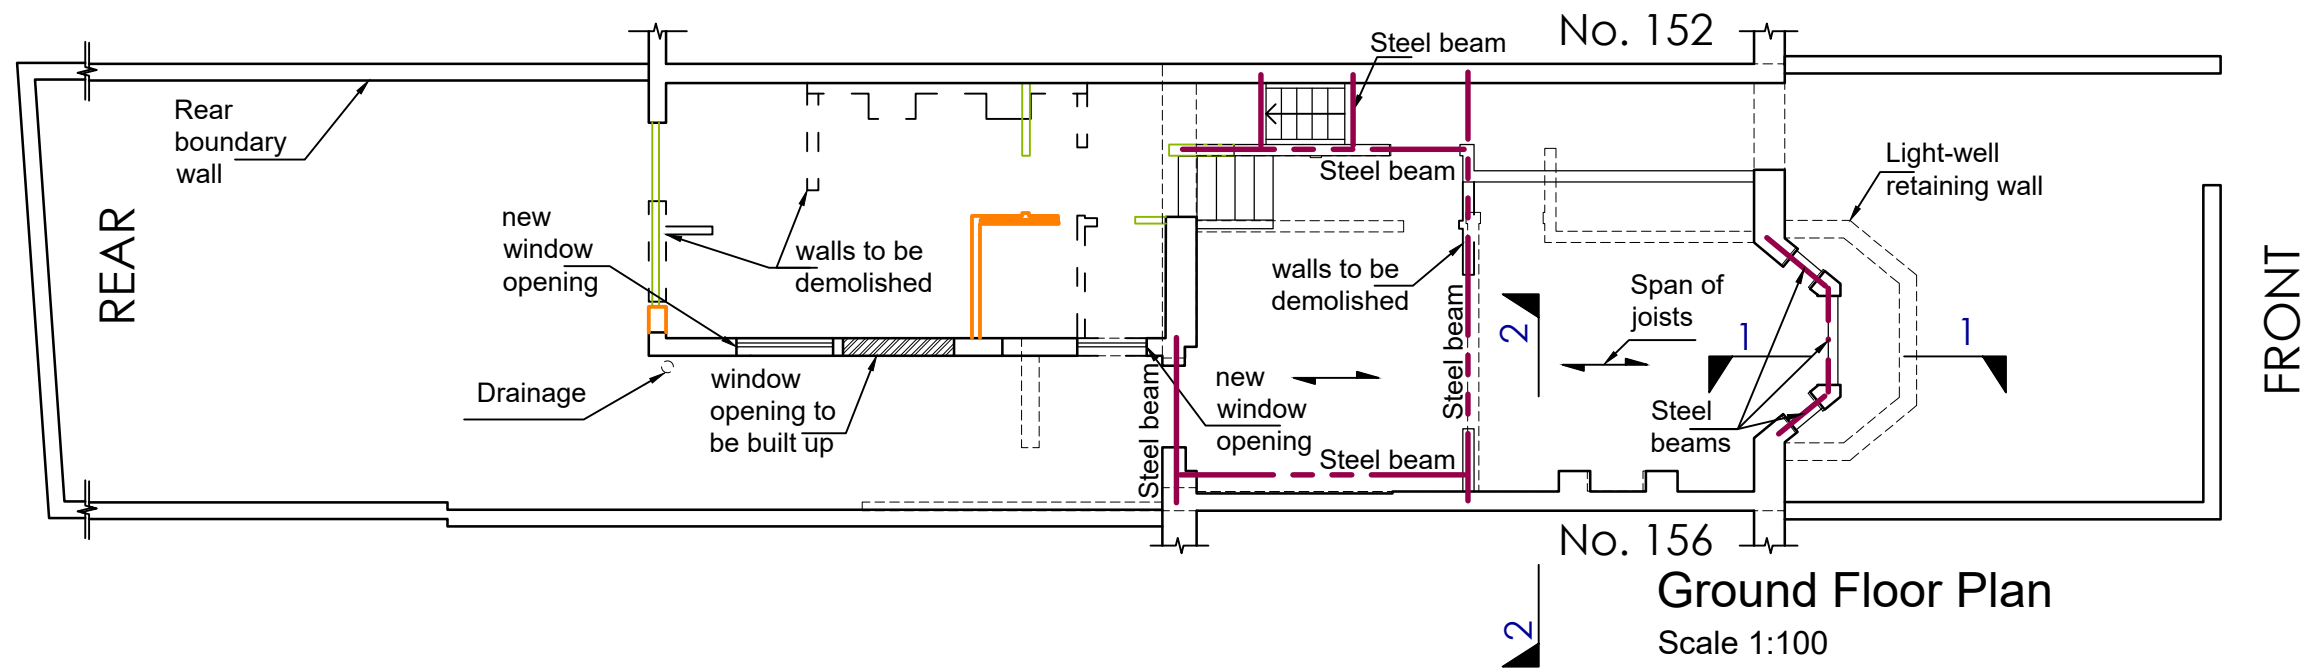 No. 152
Steel beam
Rear
boundary
wall
REAR
new
window
opening
walls to be
demolished
Drainage
window
opening to
be built up
Steel beam
Steel beam
walls to be
demolished
Steel beam
new
window
opening
Steel beam
2
Span of
joists
1
Steel
beams
Light-well
retaining wall
1
FRONT
No. 156
2
Ground Floor Plan
Scale 1:100